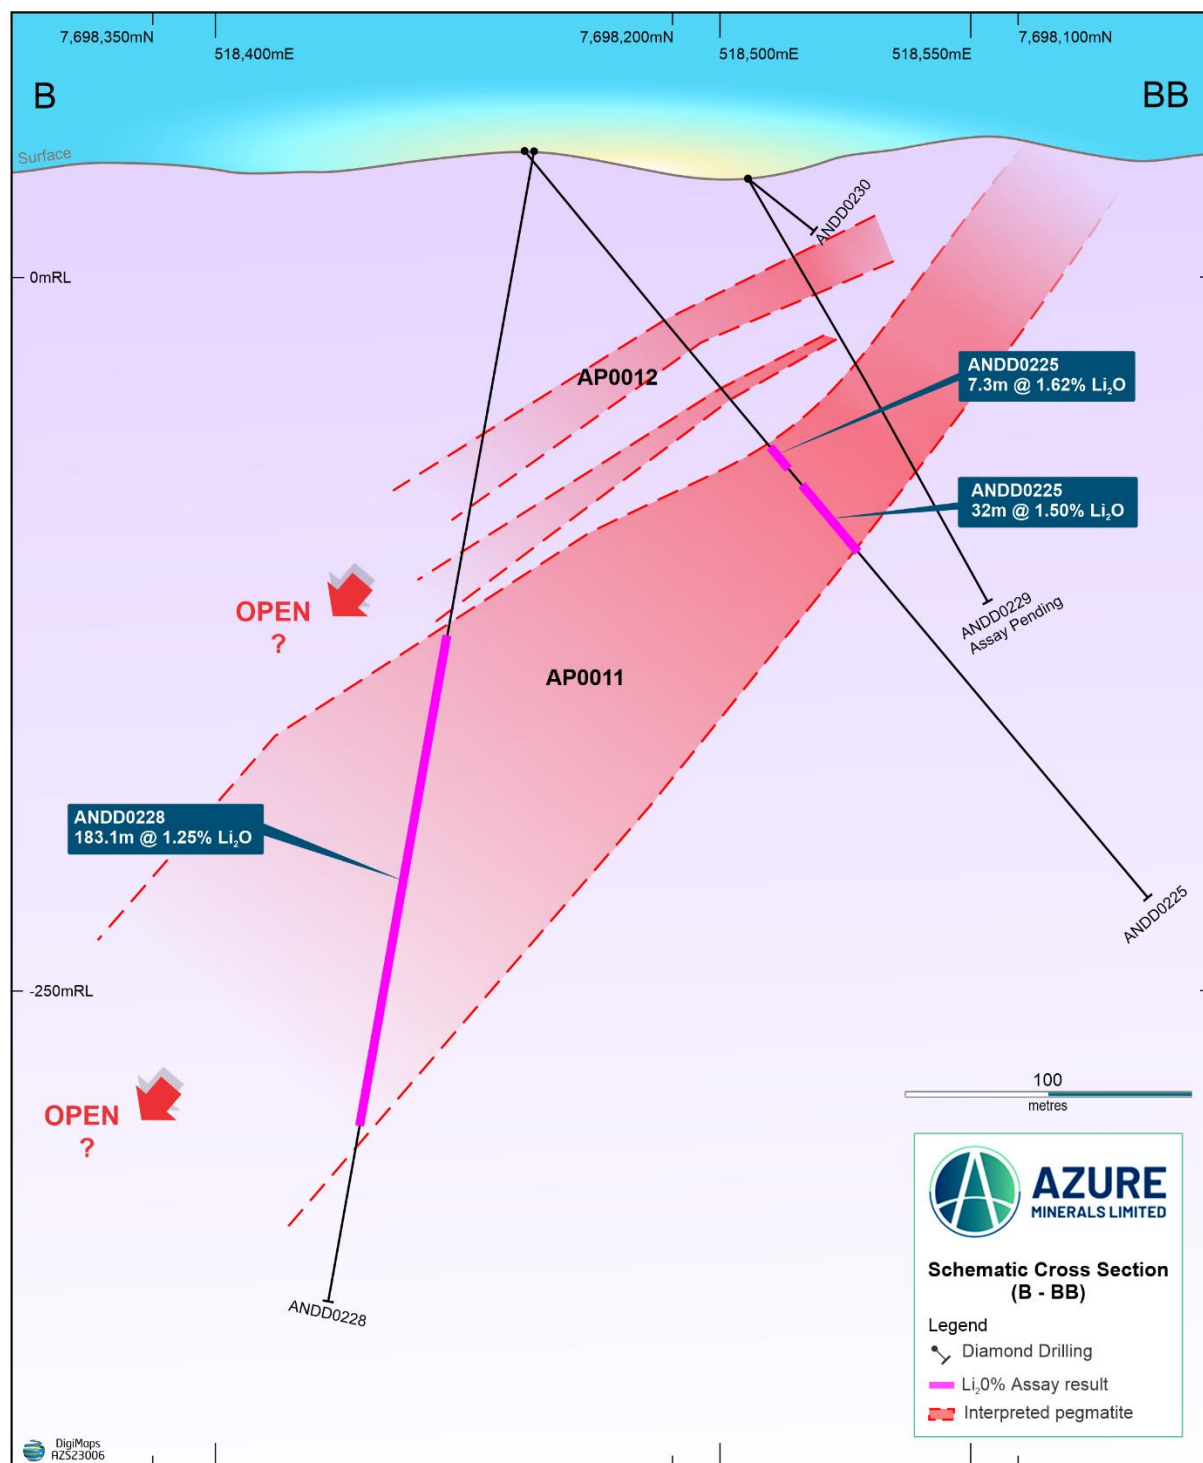 7,698,350mN
518,400mE
7,698,200mN
518,500mE
518,550mE
7,698,100mN
B
BB
Surface
ANDD0230
0mRL
AP0012
ANDD0225
7.3m @ 1.62% Li₂O
ANDD0225
32m @ 1.50% Li₂O
OPEN
?
ANDD0229
Assay Pending
AP0011
ANDD0228
183.1m @ 1.25% Li₂O
ANDD0225
-250mRL
OPEN
?
100
metres
ANDD0228
AZURE
MINERALS LIMITED
Schematic Cross Section
(B - BB)
Legend
Diamond Drilling
Li₂0% Assay result
Interpreted pegmatite
DigiMaps
AZS23006